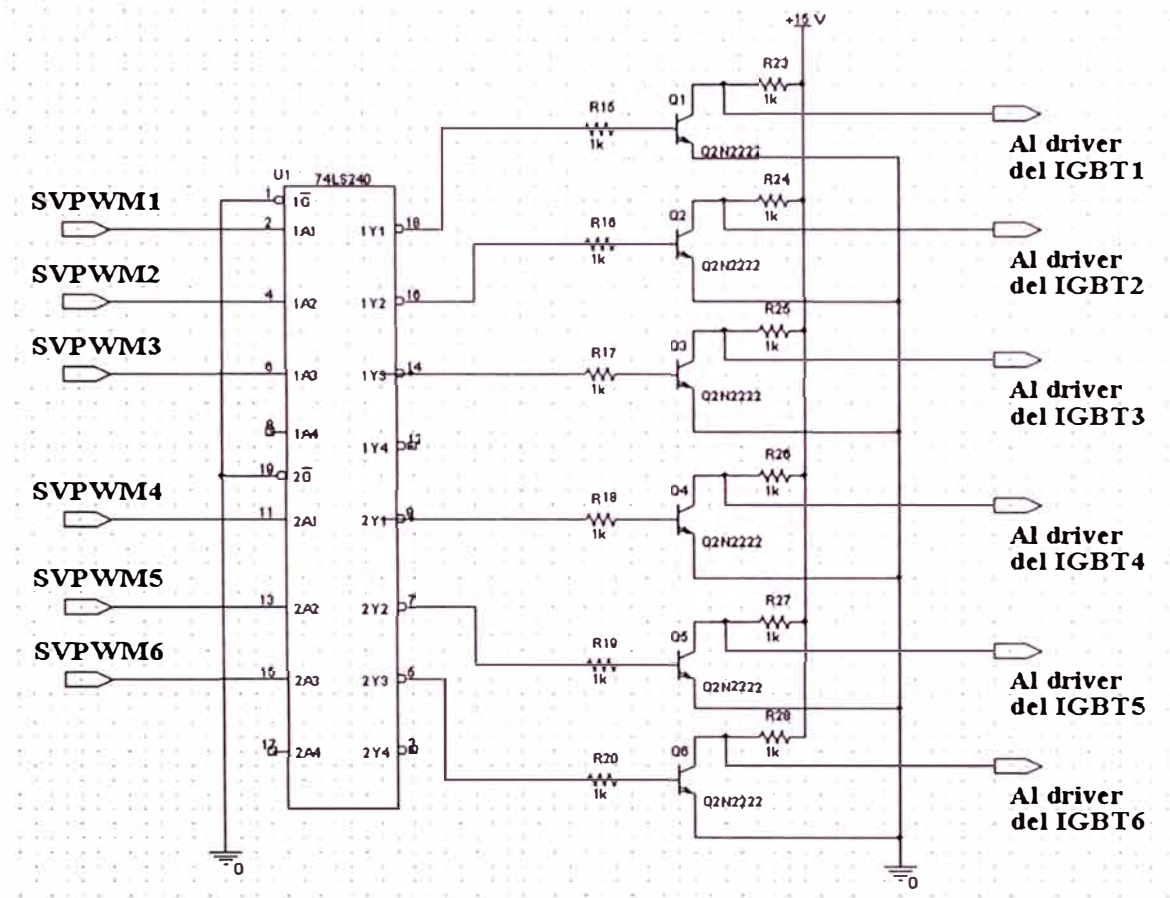 +15 V
R23
1k
Q1
R15
1k
Q2N2222
Al driver
del IGBT1
U1
74LS240
1
1G
R24
1k
SVPWM1
2
1A1
1Y1
18
Q2
R16
1k
Q2N2222
Al driver
del IGBT2
SVPWM2
4
1A2
1Y2
16
R25
1k
SVPWM3
6
1A3
1Y3
14
R17
1k
Q3
Q2N2222
Al driver
del IGBT3
8
1A4
1Y4
R26
1k
19
SVPWM4
11
2A1
2Y1
9
R18
1k
Q4
Q2N2222
Al driver
del IGBT4
SVPWM5
13
2A2
2Y2
7
R27
1k
Q5
R19
1k
Q2N2222
Al driver
del IGBT5
SVPWM6
15
2A3
2Y3
5
R28
1k
17
2A4
2Y4
Q6
R20
1k
Q2N2222
Al driver
del IGBT6
0
0